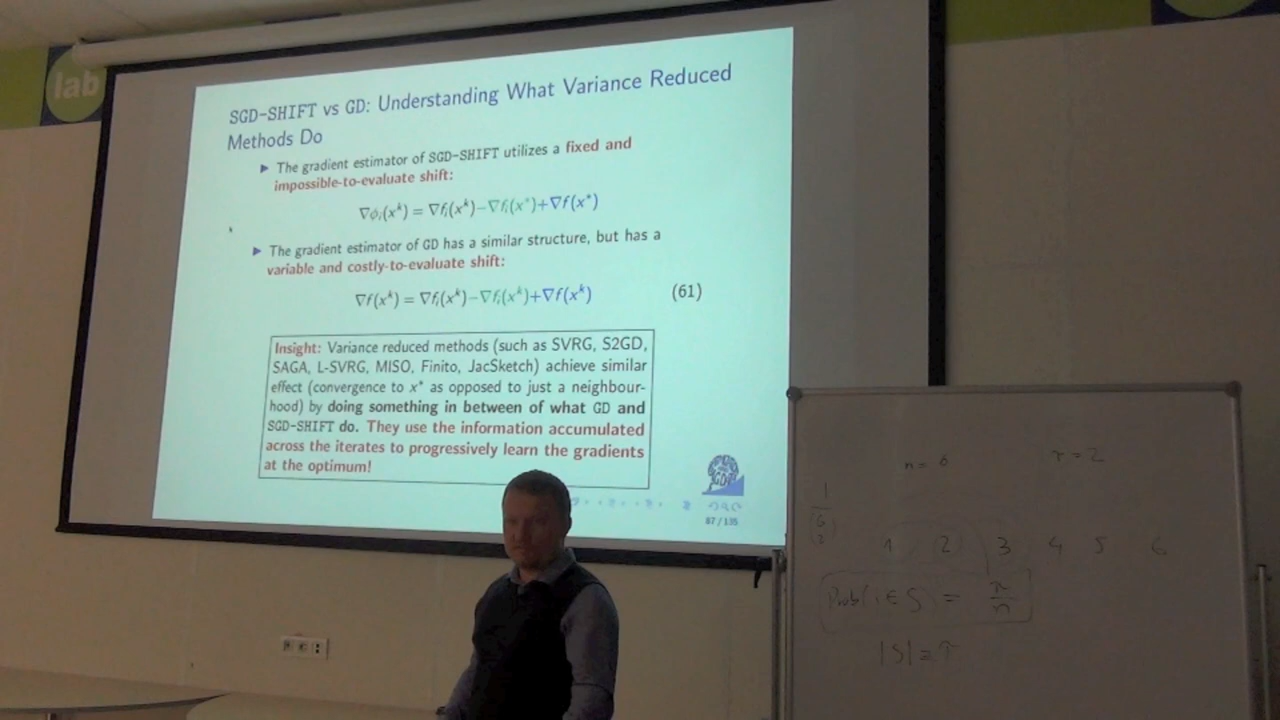 lab
SGD-SHIFT vs GD: Understanding What Variance Reduced
Methods Do
▶ The gradient estimator of SGD-SHIFT utilizes a fixed and
impossible-to-evaluate shift:
∇ϕᵢ(xᵏ) = ∇fᵢ(xᵏ)−∇fᵢ(x*)+∇f(x*)
▶ The gradient estimator of GD has a similar structure, but has a
variable and costly-to-evaluate shift:
∇f(xᵏ) = ∇fᵢ(xᵏ)−∇fᵢ(xᵏ)+∇f(xᵏ) (61)
Insight: Variance reduced methods (such as SVRG, S2GD,
SAGA, L-SVRG, MISO, Finito, JacSketch) achieve similar
effect (convergence to x* as opposed to just a neighbour-
hood) by doing something in between of what GD and
SGD-SHIFT do. They use the information accumulated
across the iterates to progressively learn the gradients
at the optimum!
SGD
87 / 135
n = 6 τ = 2
1
(6
2)
1 2 3 4 5 6
Prob(i ∈ S) = τ/n
|S| = τ